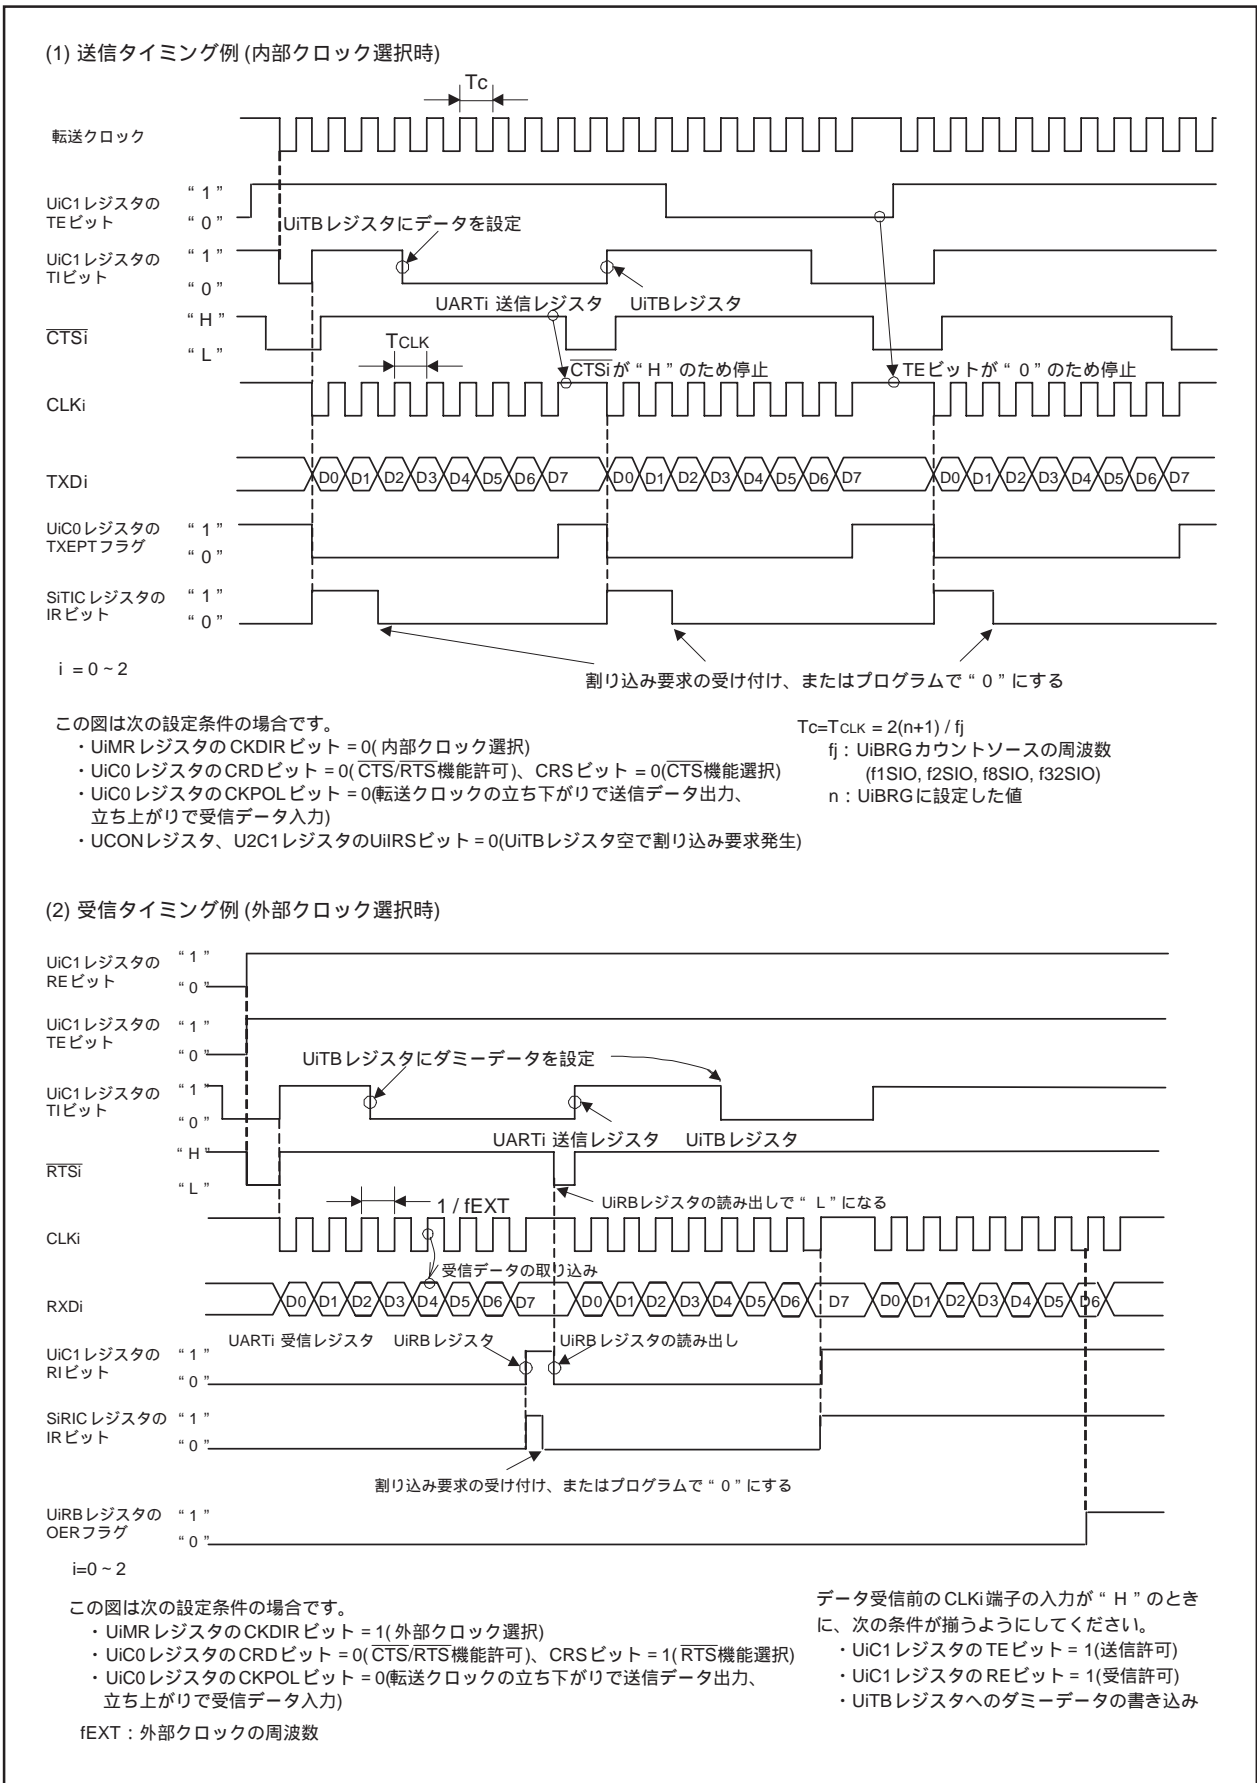 (1) 送信タイミング例 (内部クロック選択時)
Tc
転送クロック
UiC1レジスタの
TEビット
“ 1 ”
“ 0 ”
UiTBレジスタにデータを設定
UiC1レジスタの
TIビット
“ 1 ”
“ 0 ”
UARTi 送信レジスタ UiTBレジスタ
CTSi
“ H ”
“ L ”
TCLK
CTSiが “ H ” のため停止
TEビットが “ 0 ” のため停止
CLKi
TXDi
D0 D1 D2 D3 D4 D5 D6 D7 D0 D1 D2 D3 D4 D5 D6 D7 D0 D1 D2 D3 D4 D5 D6 D7
UiC0レジスタの
TXEPTフラグ
“ 1 ”
“ 0 ”
SiTICレジスタの
IRビット
“ 1 ”
“ 0 ”
割り込み要求の受け付け、またはプログラムで “ 0 ” にする
i = 0 ~ 2
この図は次の設定条件の場合です。
・UiMRレジスタのCKDIRビット = 0(内部クロック選択)
・UiC0レジスタのCRDビット = 0( CTS/RTS機能許可)、CRSビット = 0(CTS機能選択)
・UiC0レジスタのCKPOLビット = 0(転送クロックの立ち下がりで送信データ出力、
立ち上がりで受信データ入力)
・UCONレジスタ、U2C1レジスタのUiIRSビット = 0(UiTBレジスタ空で割り込み要求発生)
Tc=TCLK = 2(n+1) / fj
fj : UiBRGカウントソースの周波数
(f1SIO, f2SIO, f8SIO, f32SIO)
n : UiBRGに設定した値
(2) 受信タイミング例 (外部クロック選択時)
UiC1レジスタの
REビット
“ 1 ”
“ 0 ”
UiC1レジスタの
TEビット
“ 1 ”
“ 0 ”
UiTBレジスタにダミーデータを設定
UiC1レジスタの
TIビット
“ 1 ”
“ 0 ”
UARTi 送信レジスタ UiTBレジスタ
RTSi
“ H ”
“ L ”
UiRBレジスタの読み出しで “ L ” になる
1 / fEXT
CLKi
受信データの取り込み
RXDi
D0 D1 D2 D3 D4 D5 D6 D7 D0 D1 D2 D3 D4 D5 D6 D7 D0 D1 D2 D3 D4 D5 D6
UARTi 受信レジスタ UiRBレジスタ
UiRBレジスタの読み出し
UiC1レジスタの
RIビット
“ 1 ”
“ 0 ”
SiRICレジスタの
IRビット
“ 1 ”
“ 0 ”
割り込み要求の受け付け、またはプログラムで “ 0 ” にする
UiRBレジスタの
OERフラグ
“ 1 ”
“ 0 ”
i=0 ~ 2
この図は次の設定条件の場合です。
・UiMRレジスタのCKDIRビット = 1(外部クロック選択)
・UiC0レジスタのCRDビット = 0( CTS/RTS機能許可)、CRSビット = 1( RTS機能選択)
・UiC0レジスタのCKPOLビット = 0(転送クロックの立ち下がりで送信データ出力、
立ち上がりで受信データ入力)
fEXT : 外部クロックの周波数
データ受信前のCLKi端子の入力が “ H ” のとき
に、次の条件が揃うようにしてください。
・UiC1レジスタのTEビット = 1(送信許可)
・UiC1レジスタのREビット = 1(受信許可)
・UiTBレジスタへのダミーデータの書き込み